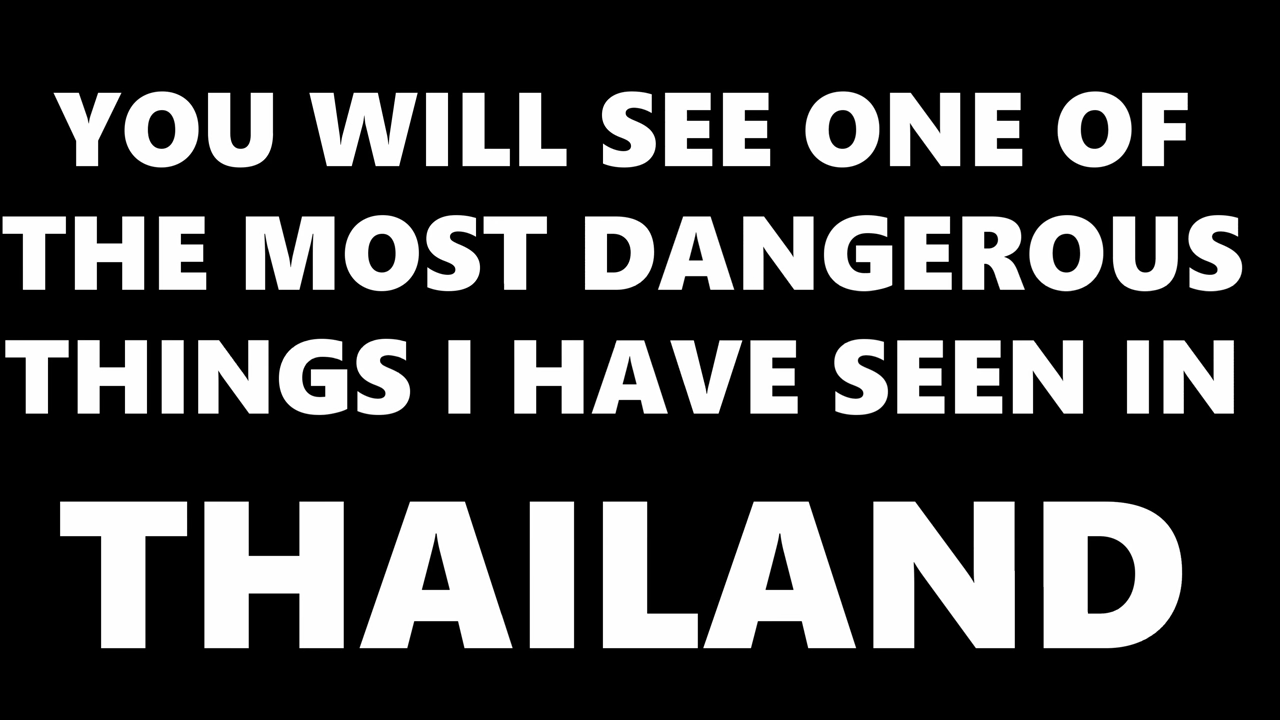 YOU WILL SEE ONE OF
THE MOST DANGEROUS
THINGS I HAVE SEEN IN
THAILAND